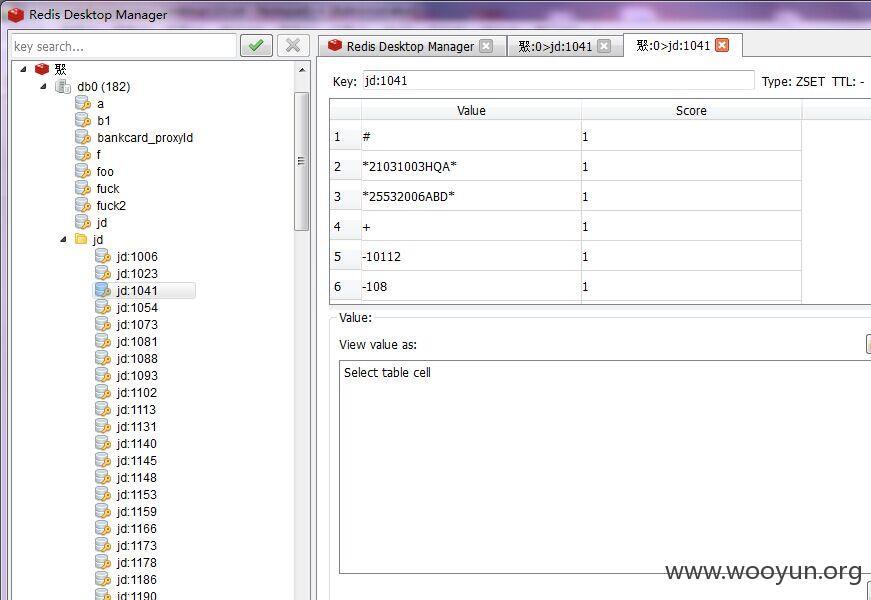 Redis Desktop Manager
key search...
聚
db0 (182)
a
b1
bankcard_proxyId
f
foo
fuck
fuck2
jd
jd
jd:1006
jd:1023
jd:1041
jd:1054
jd:1073
jd:1081
jd:1088
jd:1093
jd:1102
jd:1113
jd:1131
jd:1140
jd:1145
jd:1148
jd:1153
jd:1159
jd:1166
jd:1173
jd:1178
jd:1186
jd:1190
Redis Desktop Manager 聚:0>jd:1041 聚:0>jd:1041
Key: jd:1041 Type: ZSET TTL: -
Value Score
1 # 1
2 *21031003HQA* 1
3 *25532006ABD* 1
4 + 1
5 -10112 1
6 -108 1
Value:
View value as:
Select table cell
www.wooyun.org